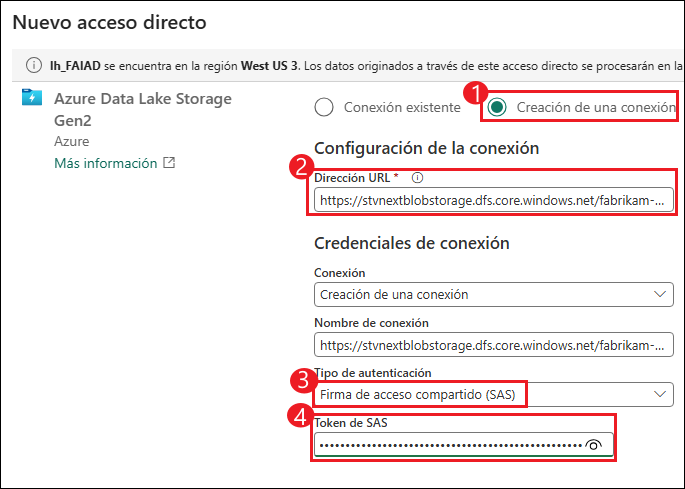 Nuevo acceso directo
lh_FAIAD se encuentra en la región West US 3. Los datos originados a través de este acceso directo se procesarán en la
Azure Data Lake Storage
Gen2
Azure
Más información
1
Conexión existente
Creación de una conexión
Configuración de la conexión
2
Dirección URL *
https://stvnextblobstorage.dfs.core.windows.net/fabrikam-...
Credenciales de conexión
Conexión
Creación de una conexión
Nombre de conexión
https://stvnextblobstorage.dfs.core.windows.net/fabrikam-...
Tipo de autenticación
3
Firma de acceso compartido (SAS)
4
Token de SAS